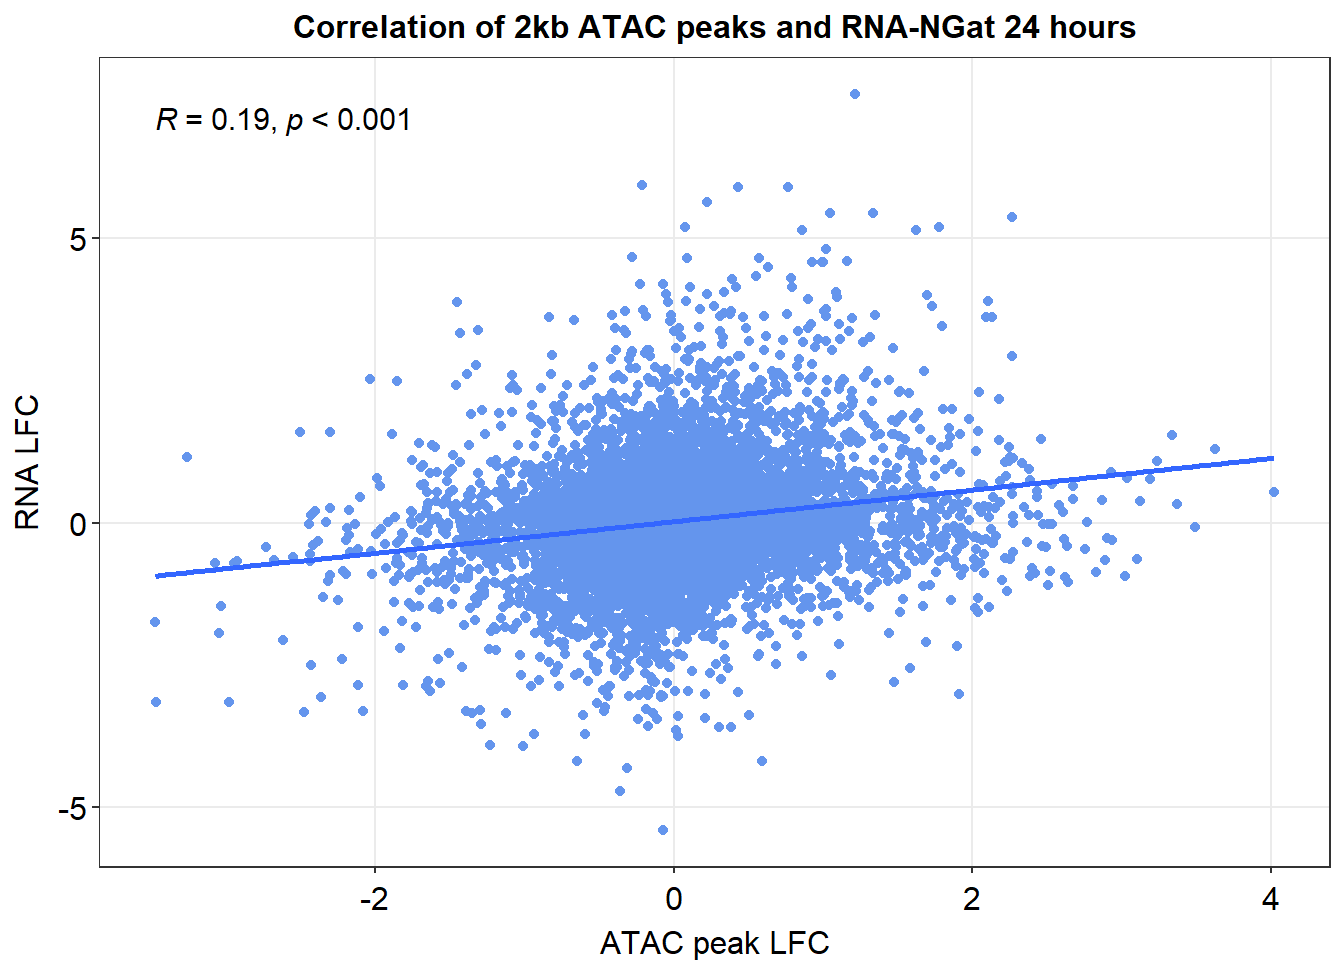 Correlation of 2kb ATAC peaks and RNA-NGat 24 hours
R = 0.19, p < 0.001
RNA LFC
5
0
-5
-2
0
2
4
ATAC peak LFC